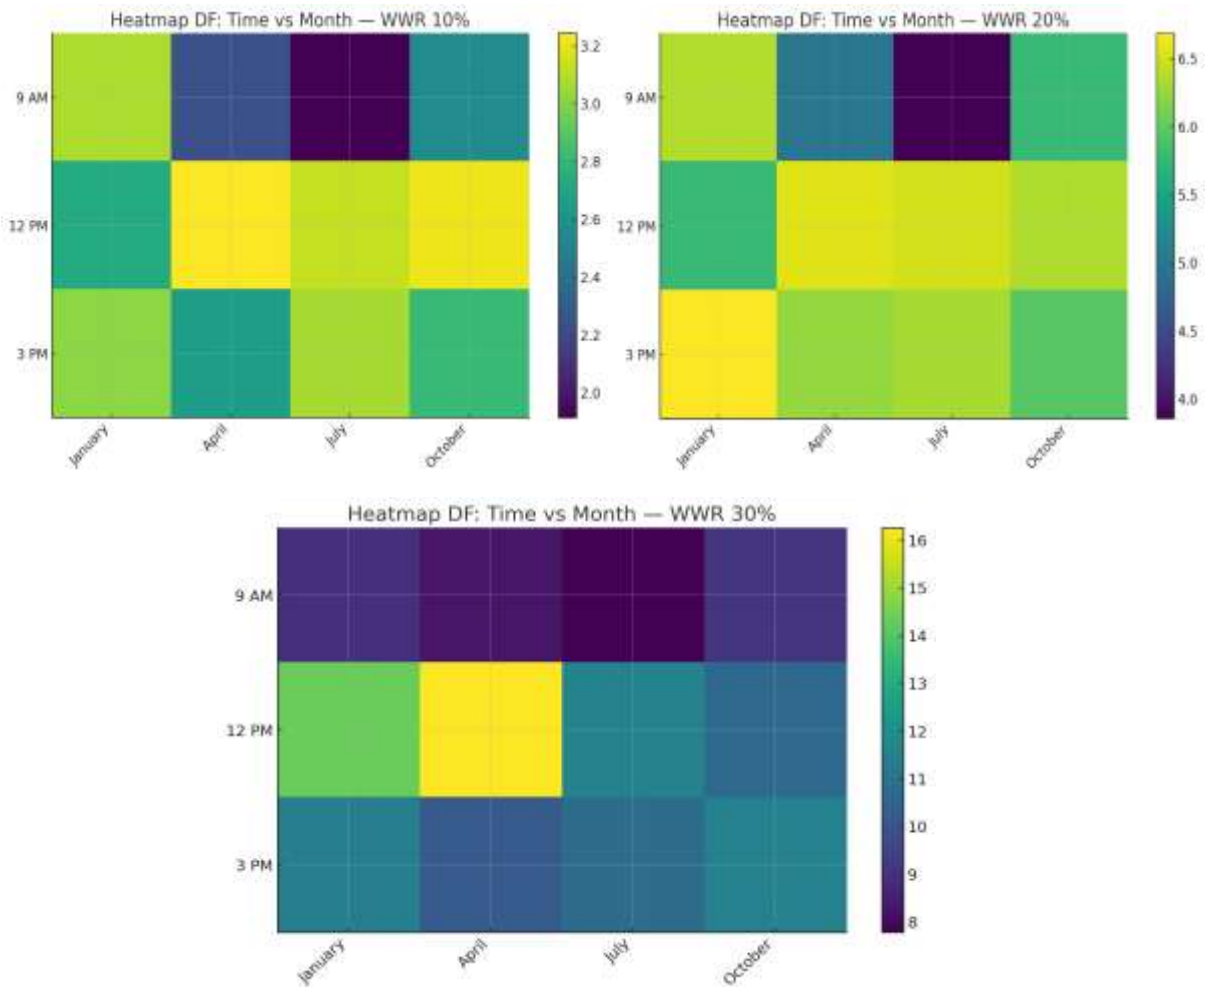 Heatmap DF: Time vs Month — WWR 10%
9 AM
12 PM
3 PM
January
April
July
October
3.2
3.0
2.8
2.6
2.4
2.2
2.0
Heatmap DF: Time vs Month — WWR 20%
9 AM
12 PM
3 PM
January
April
July
October
6.5
6.0
5.5
5.0
4.5
4.0
Heatmap DF: Time vs Month — WWR 30%
9 AM
12 PM
3 PM
January
April
July
October
16
15
14
13
12
11
10
9
8